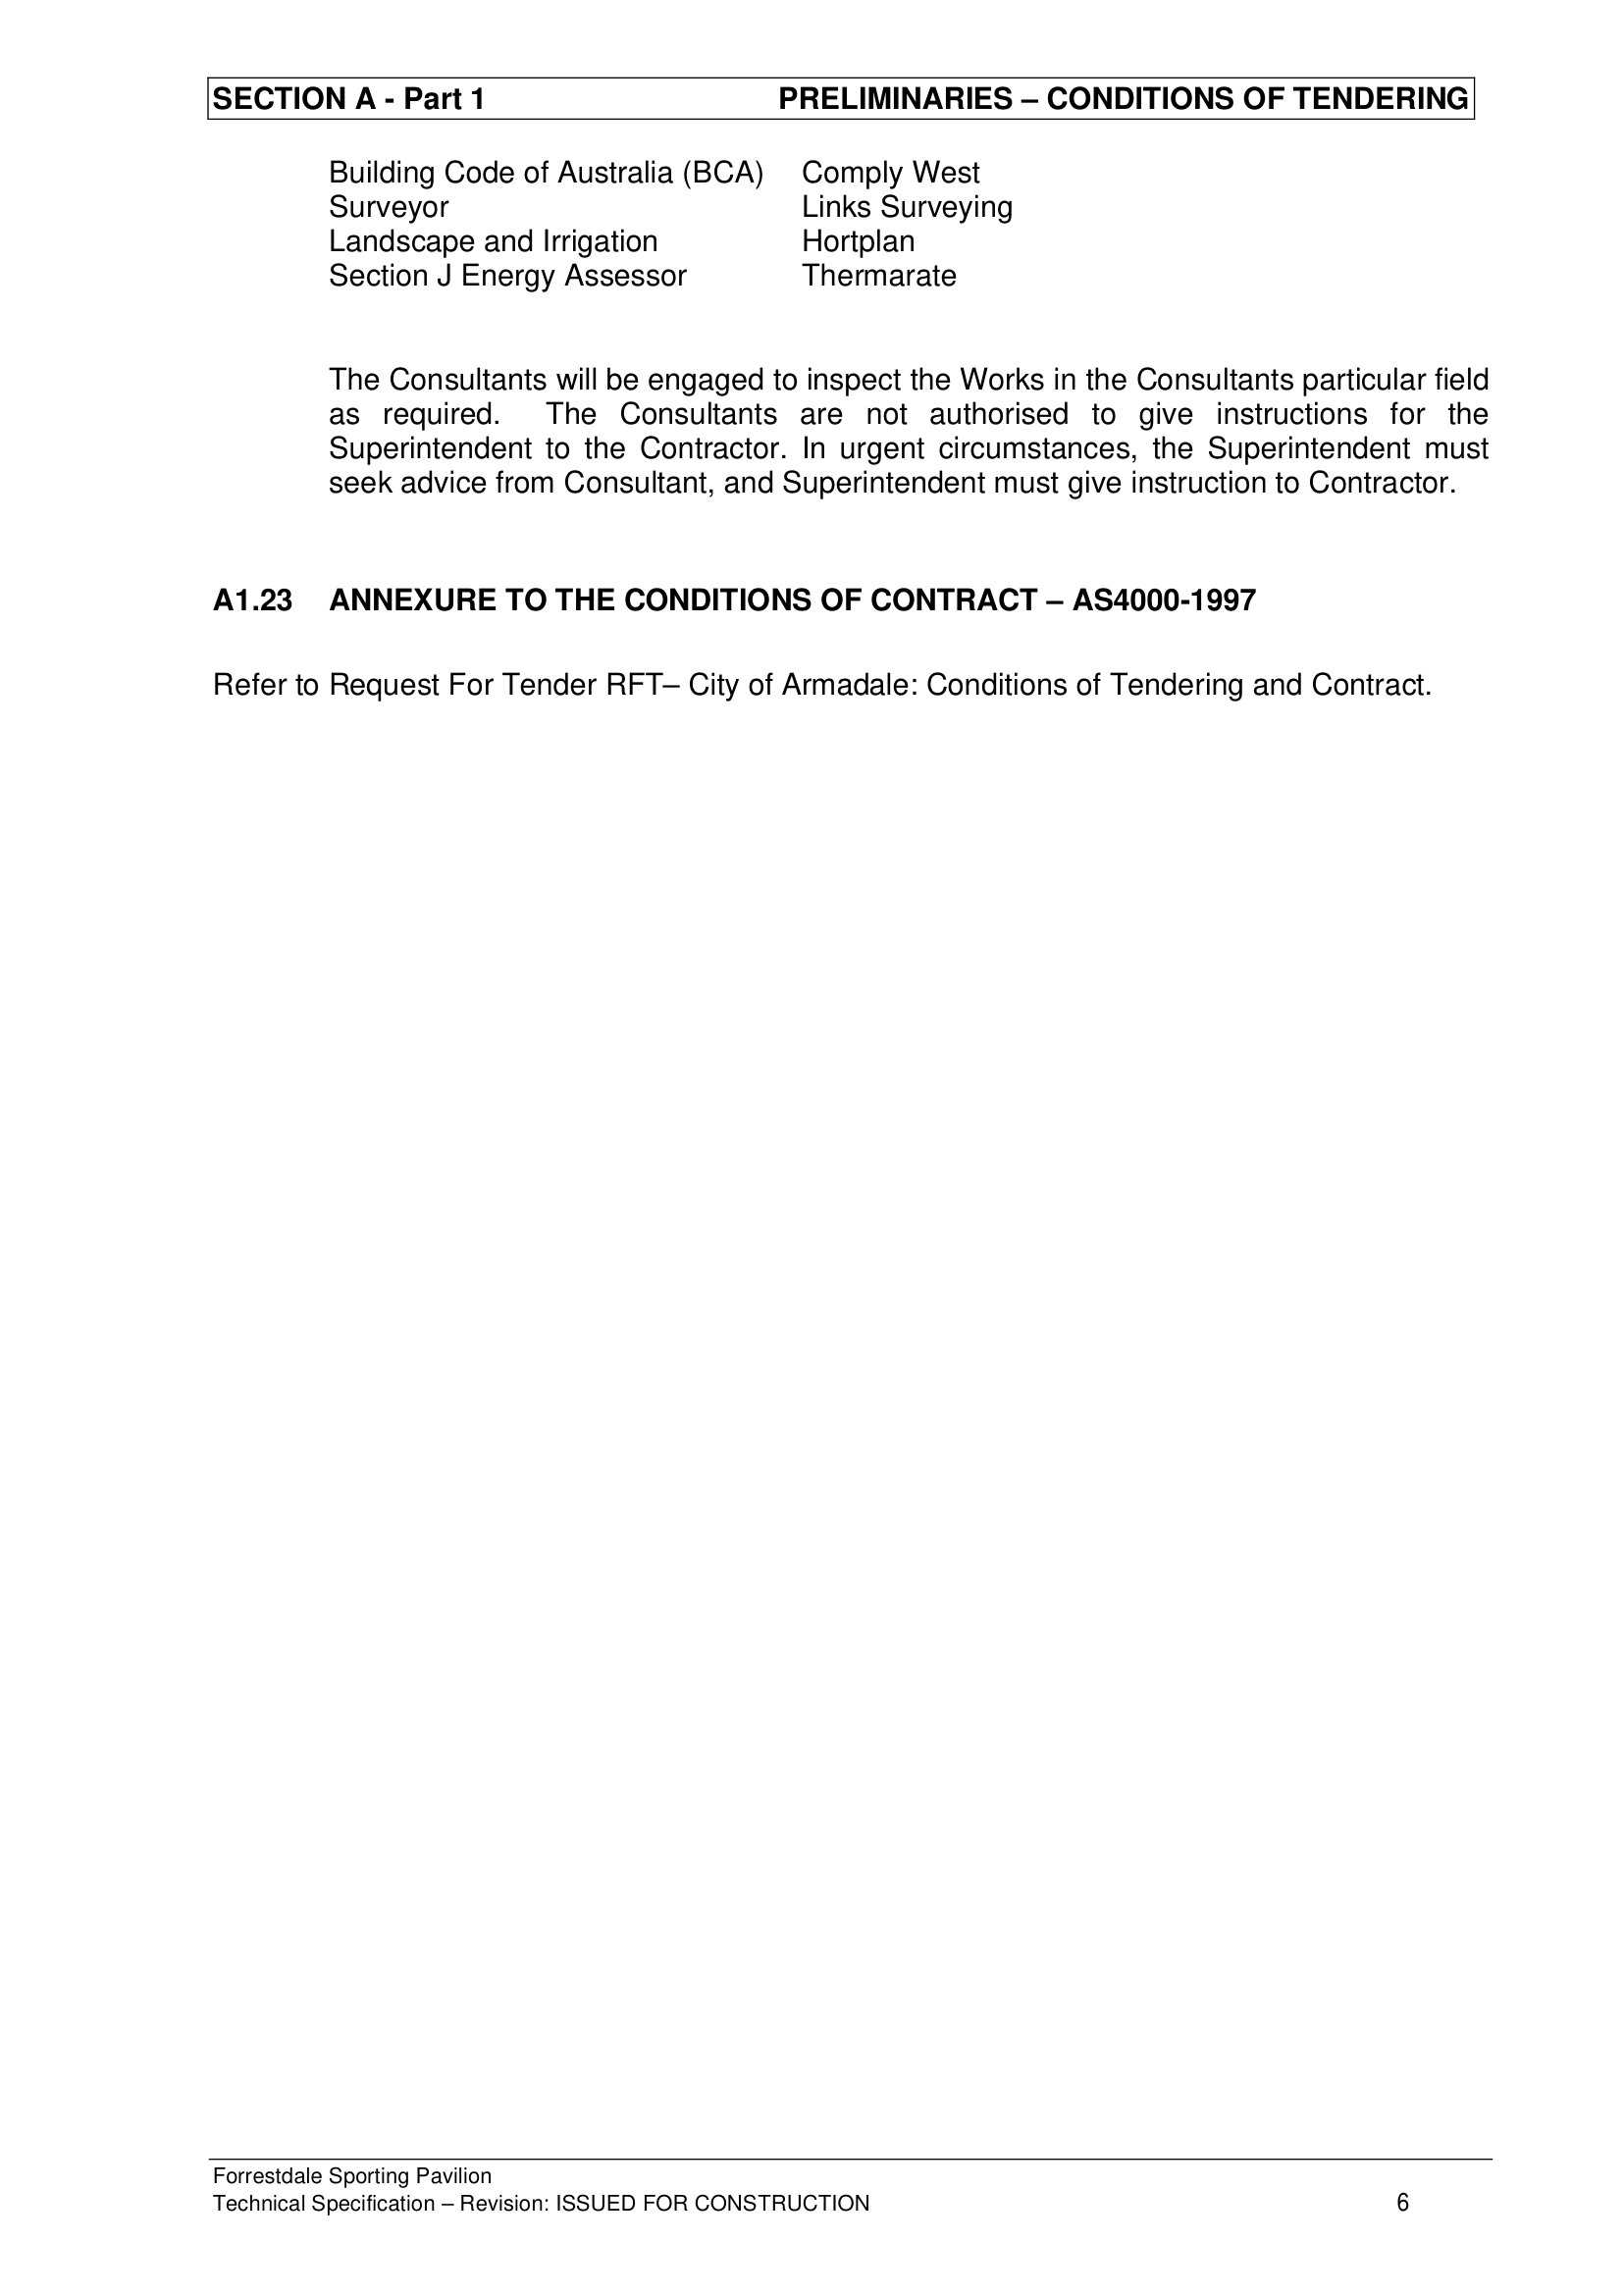 SECTION A - Part 1 PRELIMINARIES – CONDITIONS OF TENDERING
Building Code of Australia (BCA) Comply West
Surveyor Links Surveying
Landscape and Irrigation Hortplan
Section J Energy Assessor Thermarate
The Consultants will be engaged to inspect the Works in the Consultants particular field
as required. The Consultants are not authorised to give instructions for the
Superintendent to the Contractor. In urgent circumstances, the Superintendent must
seek advice from Consultant, and Superintendent must give instruction to Contractor.
A1.23 ANNEXURE TO THE CONDITIONS OF CONTRACT – AS4000-1997
Refer to Request For Tender RFT– City of Armadale: Conditions of Tendering and Contract.
Forrestdale Sporting Pavilion
Technical Specification – Revision: ISSUED FOR CONSTRUCTION 6